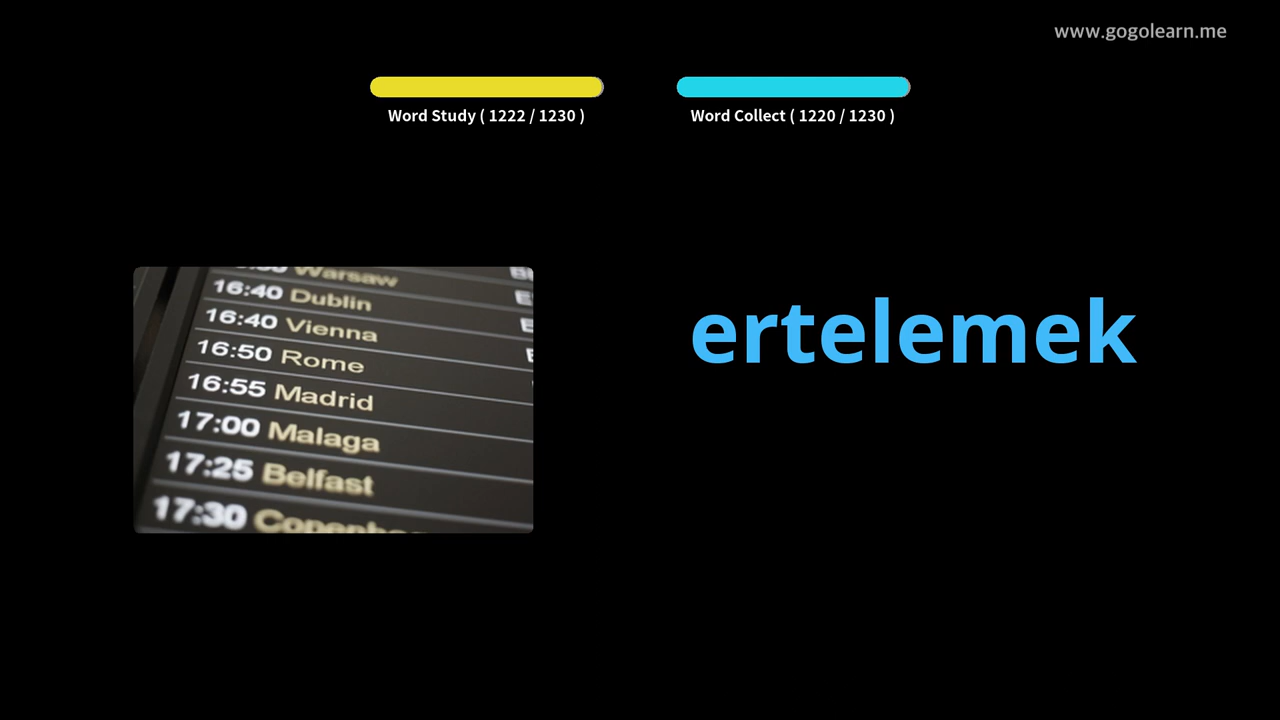 www.gogolearn.me
Word Study ( 1222 / 1230 )
Word Collect ( 1220 / 1230 )
Warsaw
16:40 Dublin
16:40 Vienna
16:50 Rome
16:55 Madrid
17:00 Malaga
17:25 Belfast
17:30
ertelemek